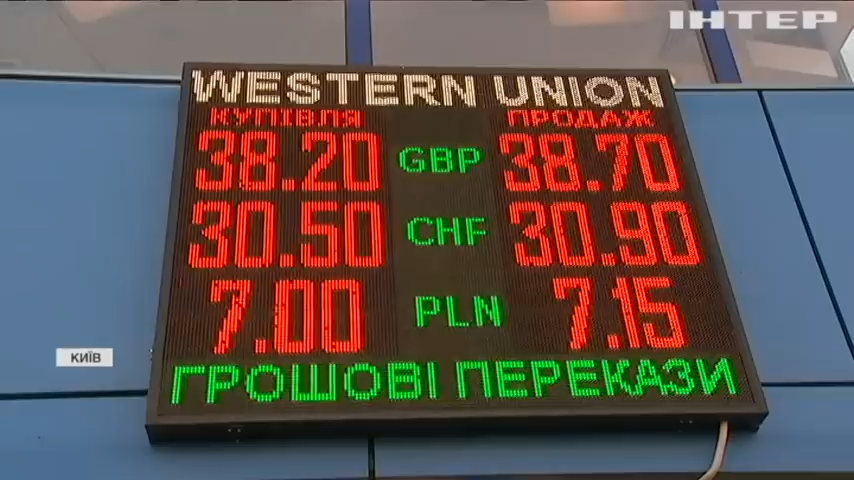 ІНТЕР
WESTERN UNION
КУПІВЛЯ ПРОДАЖ
38.20 GBP 38.70
30.50 CHF 30.90
7.00 PLN 7.15
ГРОШОВІ ПЕРЕКАЗИ
КИЇВ